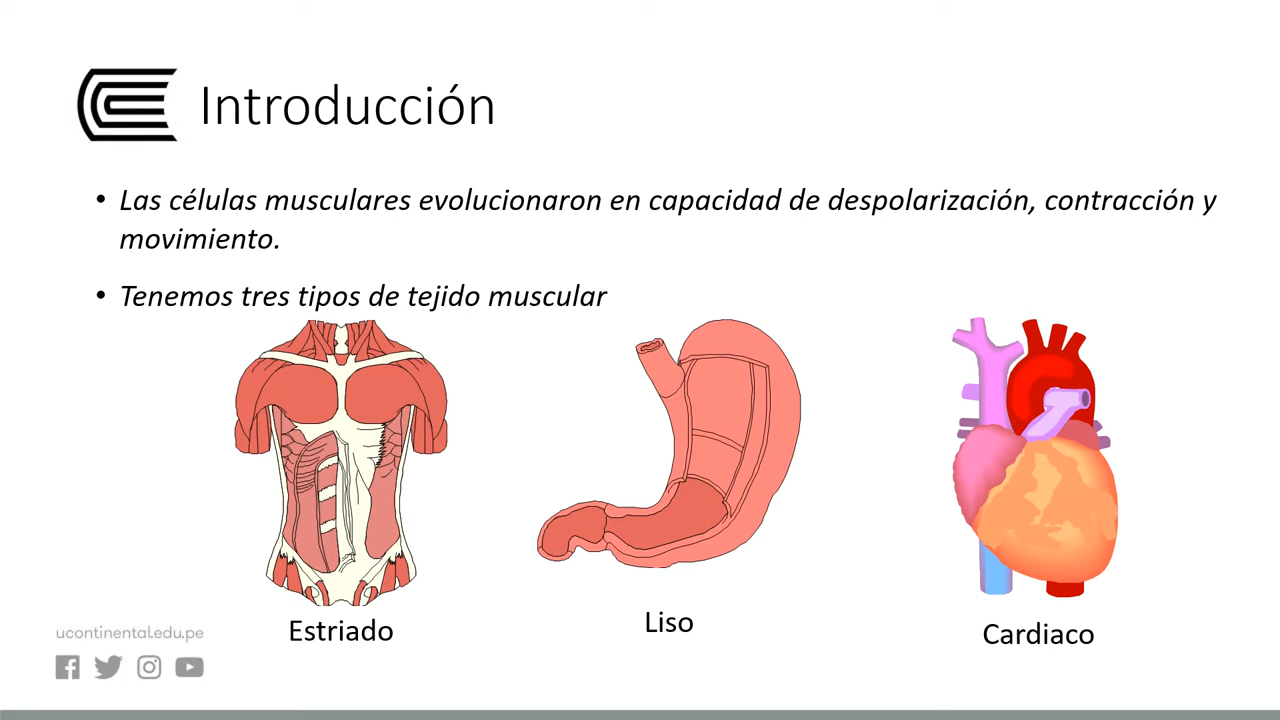 Introducción
• Las células musculares evolucionaron en capacidad de despolarización, contracción y
movimiento.
• Tenemos tres tipos de tejido muscular
Estriado
Liso
Cardiaco
ucontinental.edu.pe